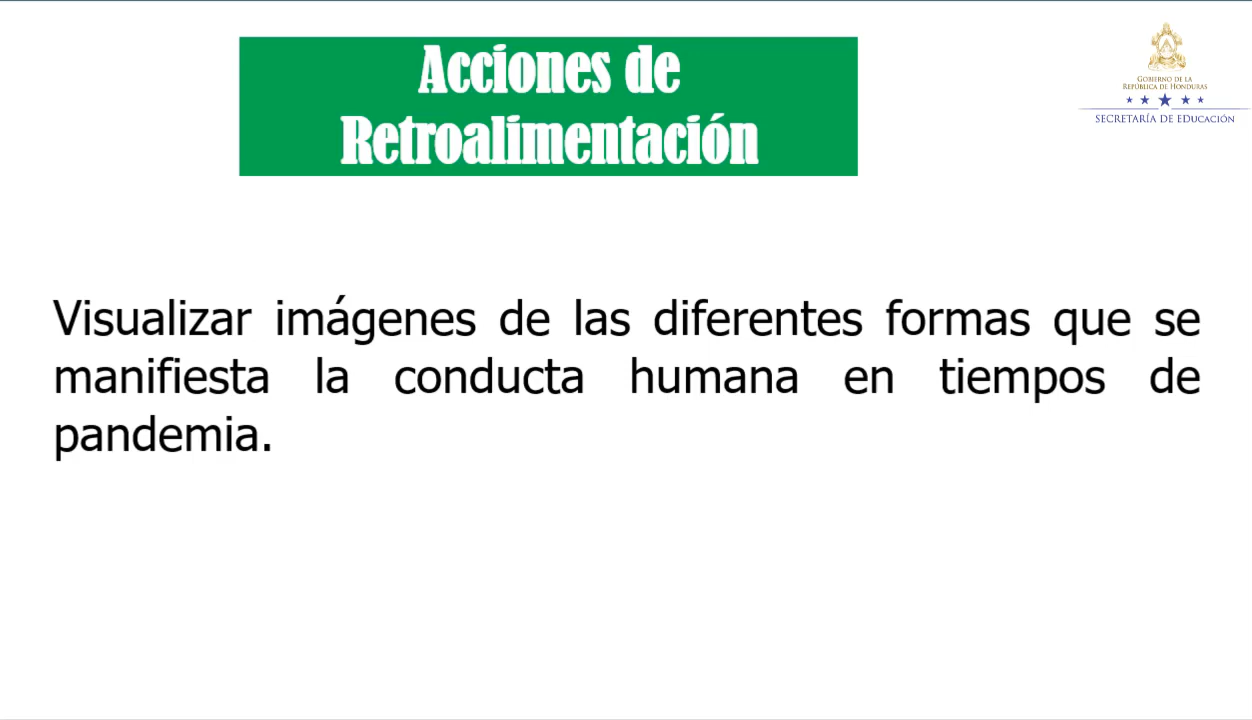 Acciones de
Retroalimentación
GOBIERNO DE LA
REPÚBLICA DE HONDURAS
SECRETARÍA DE EDUCACIÓN
Visualizar imágenes de las diferentes formas que se
manifiesta la conducta humana en tiempos de
pandemia.